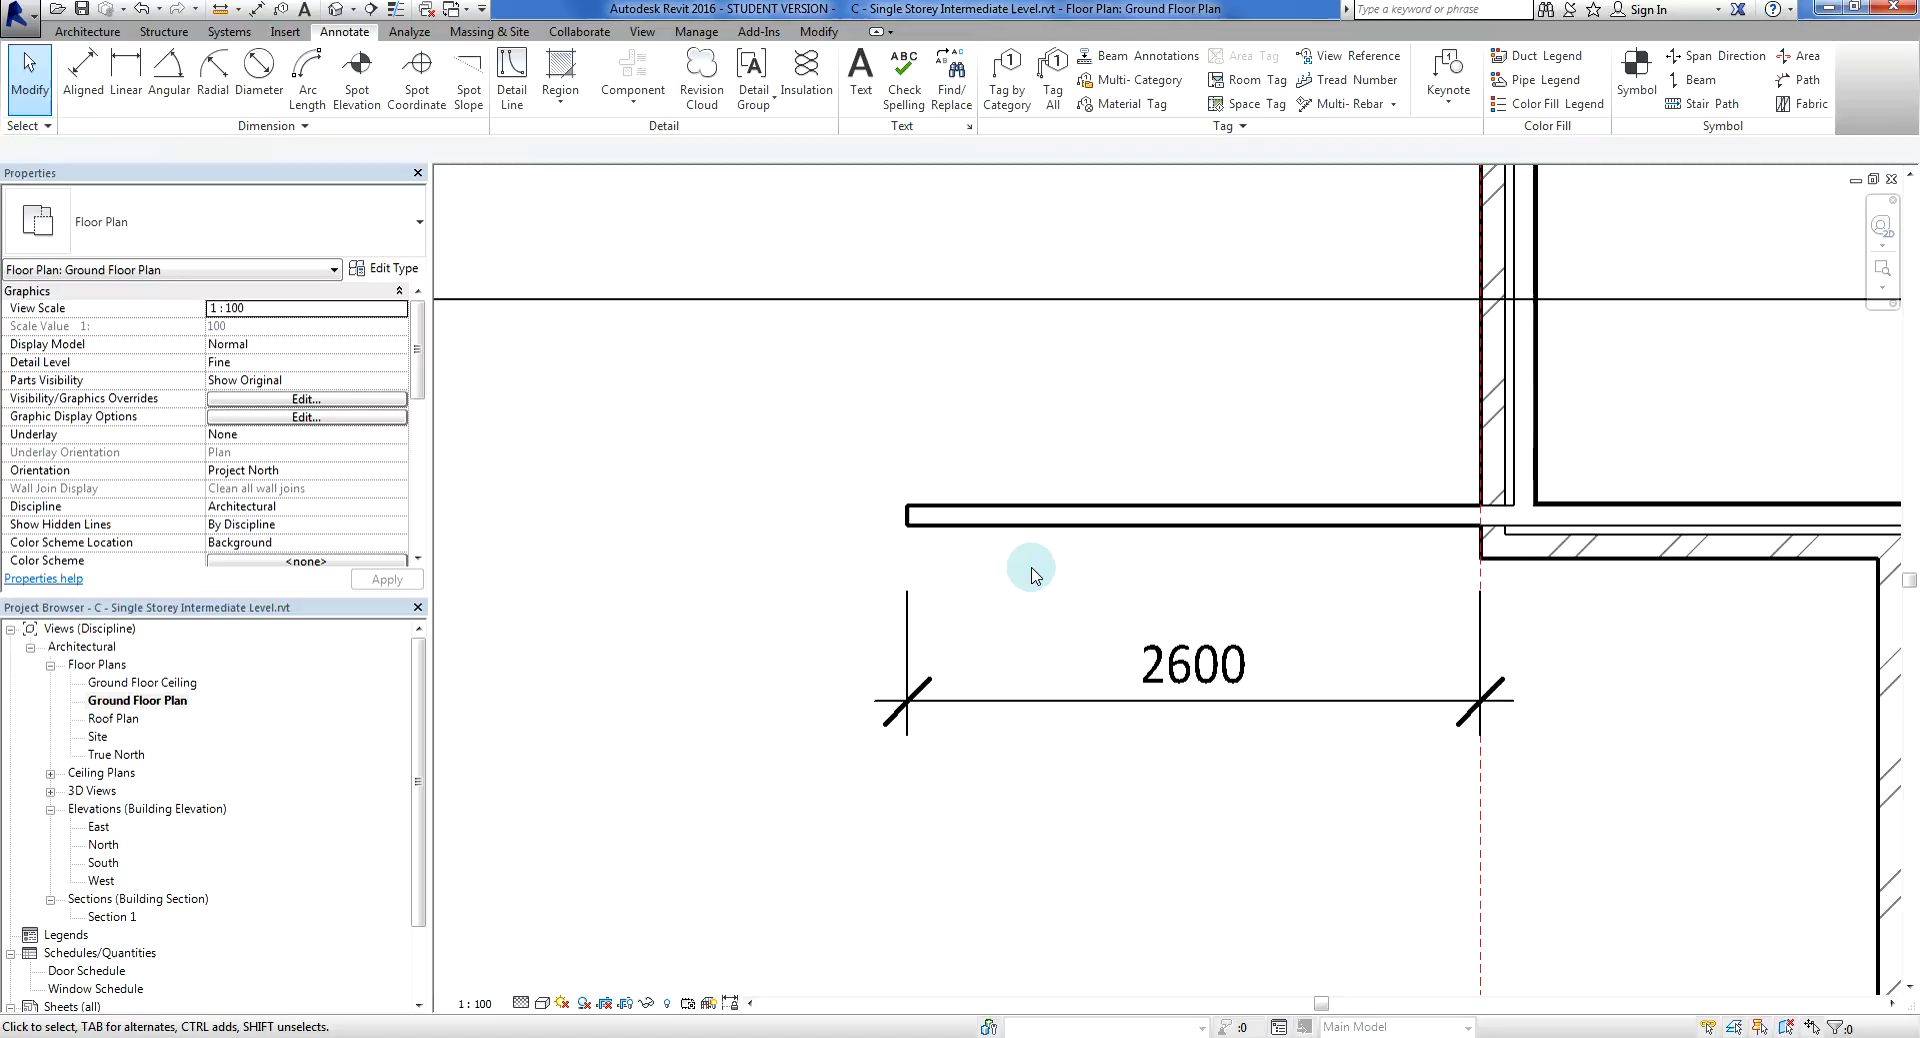 Autodesk Revit 2016 - STUDENT VERSION - C - Single Storey Intermediate Level.rvt - Floor Plan: Ground Floor Plan
Type a keyword or phrase
Sign In
Architecture Structure Systems Insert Annotate Analyze Massing & Site Collaborate View Manage Add-Ins Modify
Modify
Aligned
Linear
Angular
Radial
Diameter
Arc
Length
Spot
Elevation
Spot
Coordinate
Spot
Slope
Detail
Line
Region
Component
Revision
Cloud
Detail
Group
Insulation
Text
Check
Spelling
Find/
Replace
Tag by
Category
Tag
All
Beam Annotations
Multi- Category
Material Tag
Area Tag
Room Tag
Space Tag
View Reference
Tread Number
Multi- Rebar
Keynote
Duct Legend
Pipe Legend
Color Fill Legend
Symbol
Span Direction
Beam
Stair Path
Area
Path
Fabric
Select Dimension Detail Text Tag Color Fill Symbol
Properties
Floor Plan
Floor Plan: Ground Floor Plan Edit Type
Graphics
View Scale 1 : 100
Scale Value 1: 100
Display Model Normal
Detail Level Fine
Parts Visibility Show Original
Visibility/Graphics Overrides Edit...
Graphic Display Options Edit...
Underlay None
Underlay Orientation Plan
Orientation Project North
Wall Join Display Clean all wall joins
Discipline Architectural
Show Hidden Lines By Discipline
Color Scheme Location Background
Color Scheme <none>
Properties help Apply
Project Browser - C - Single Storey Intermediate Level.rvt
Views (Discipline)
Architectural
Floor Plans
Ground Floor Ceiling
Ground Floor Plan
Roof Plan
Site
True North
Ceiling Plans
3D Views
Elevations (Building Elevation)
East
North
South
West
Sections (Building Section)
Section 1
Legends
Schedules/Quantities
Door Schedule
Window Schedule
Sheets (all)
2600
2D
1 : 100
Click to select, TAB for alternates, CTRL adds, SHIFT unselects.
:0
Main Model
:0